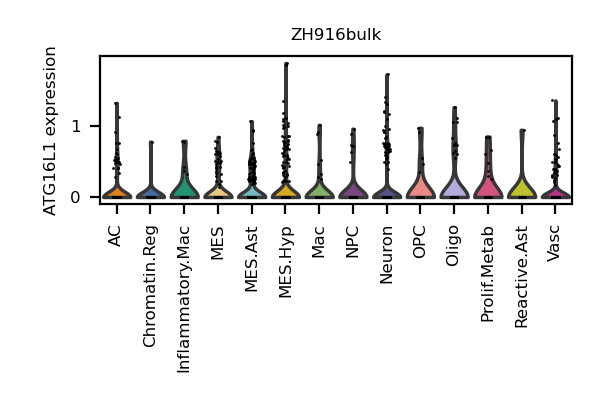 ZH916bulk
ATG16L1 expression
1
0
AC
Chromatin.Reg
Inflammatory.Mac
MES
MES.Ast
MES.Hyp
Mac
NPC
Neuron
OPC
Oligo
Prolif.Metab
Reactive.Ast
Vasc